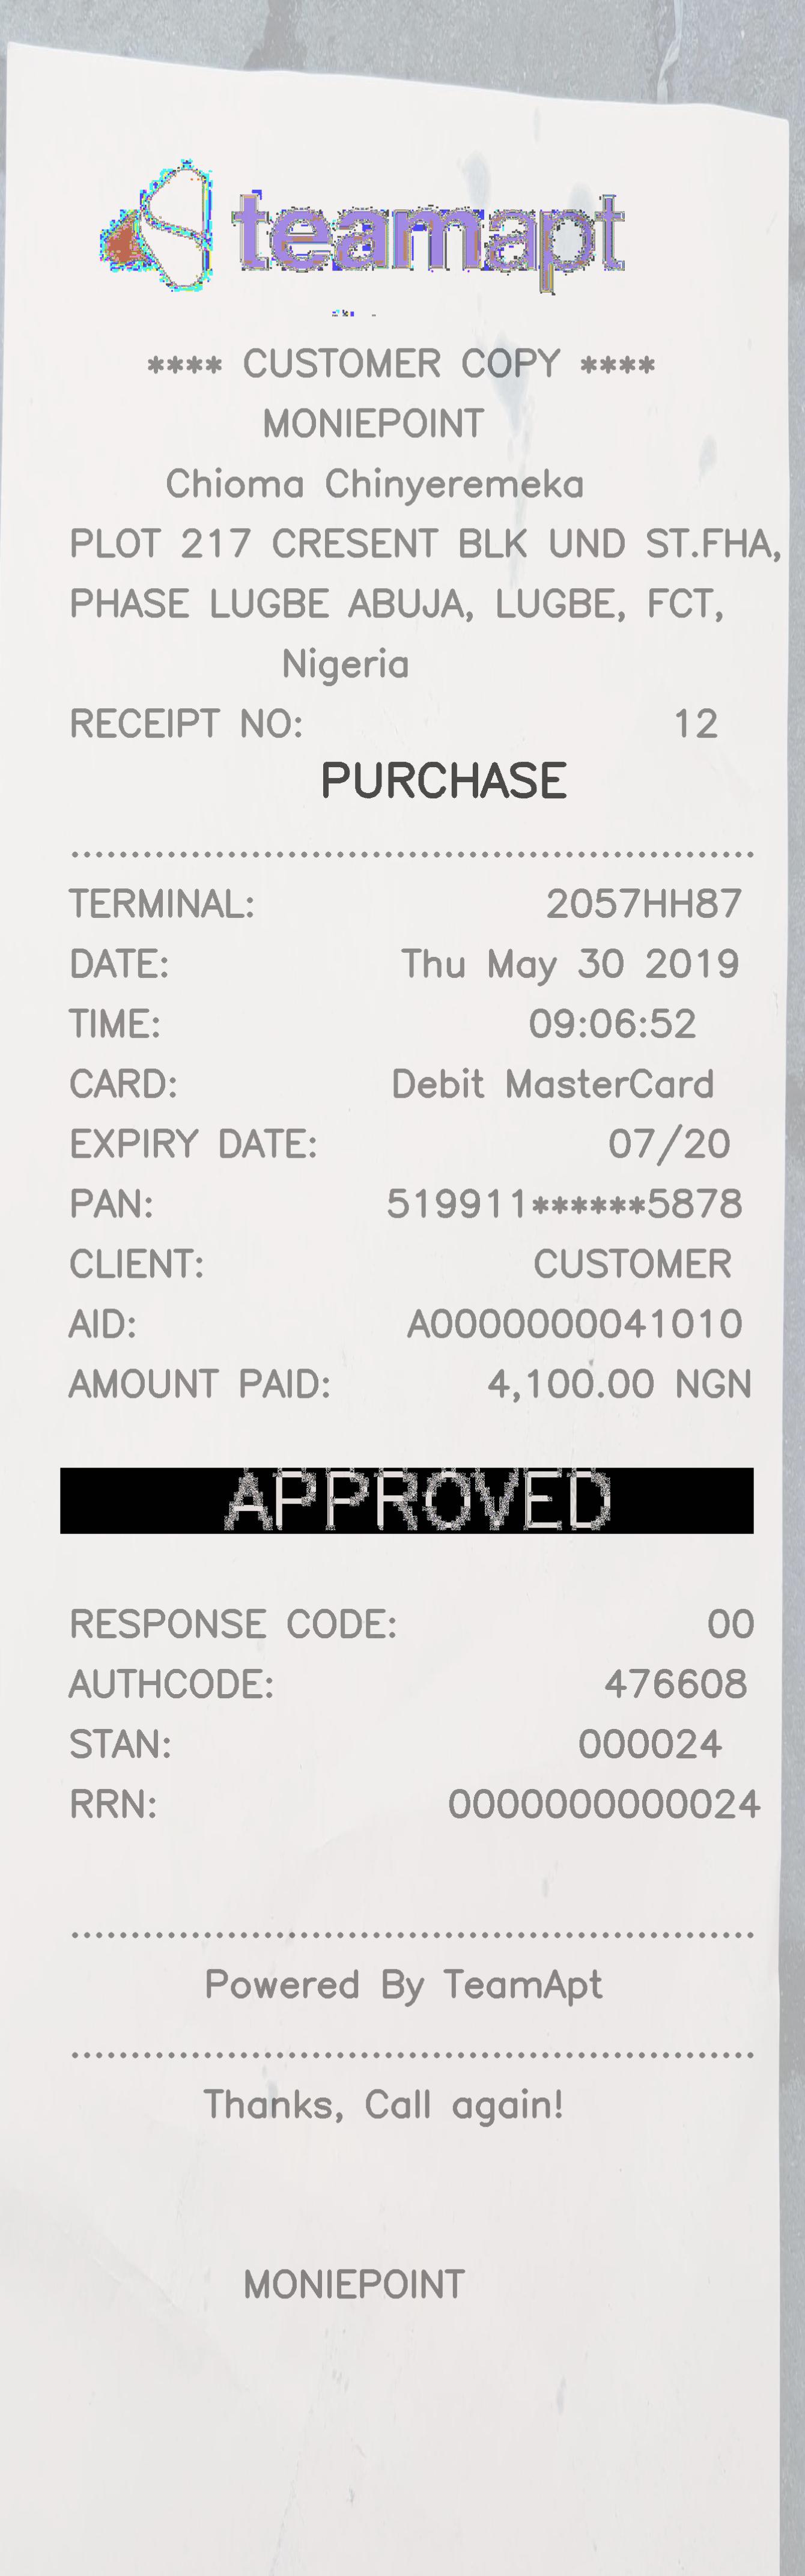 teamapt
**** CUSTOMER COPY ****
MONIEPOINT
Chioma Chinyeremeka
PLOT 217 CRESENT BLK UND ST.FHA,
PHASE LUGBE ABUJA, LUGBE, FCT,
Nigeria
RECEIPT NO: 12
PURCHASE
TERMINAL: 2057HH87
DATE: Thu May 30 2019
TIME: 09:06:52
CARD: Debit MasterCard
EXPIRY DATE: 07/20
PAN: 519911******5878
CLIENT: CUSTOMER
AID: A0000000041010
AMOUNT PAID: 4,100.00 NGN
APPROVED
RESPONSE CODE: 00
AUTHCODE: 476608
STAN: 000024
RRN: 0000000000024
Powered By TeamApt
Thanks, Call again!
MONIEPOINT